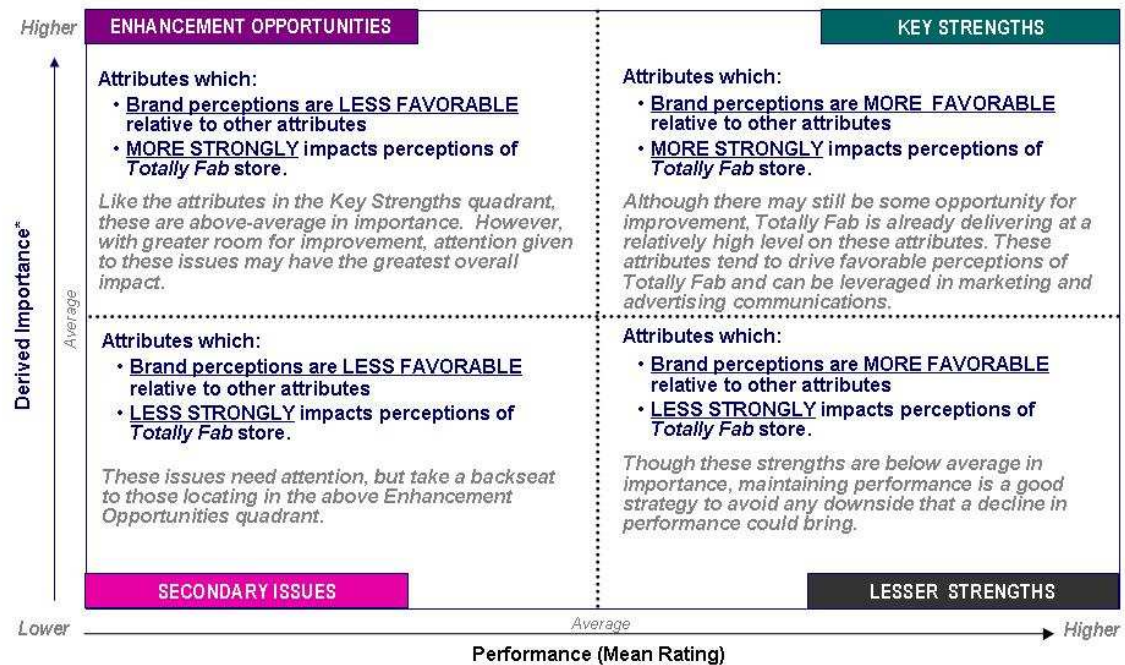 Higher
ENHANCEMENT OPPORTUNITIES
KEY STRENGTHS
Attributes which:
• Brand perceptions are LESS FAVORABLE
relative to other attributes
• MORE STRONGLY impacts perceptions of
Totally Fab store.
Like the attributes in the Key Strengths quadrant,
these are above-average in importance. However,
with greater room for improvement, attention given
to these issues may have the greatest overall
impact.
Attributes which:
• Brand perceptions are MORE FAVORABLE
relative to other attributes
• MORE STRONGLY impacts perceptions of
Totally Fab store.
Although there may still be some opportunity for
improvement, Totally Fab is already delivering at a
relatively high level on these attributes. These
attributes tend to drive favorable perceptions of
Totally Fab and can be leveraged in marketing and
advertising communications.
Derived Importance*
Average
Attributes which:
• Brand perceptions are LESS FAVORABLE
relative to other attributes
• LESS STRONGLY impacts perceptions of
Totally Fab store.
These issues need attention, but take a backseat
to those locating in the above Enhancement
Opportunities quadrant.
Attributes which:
• Brand perceptions are MORE FAVORABLE
relative to other attributes
• LESS STRONGLY impacts perceptions of
Totally Fab store.
Though these strengths are below average in
importance, maintaining performance is a good
strategy to avoid any downside that a decline in
performance could bring.
SECONDARY ISSUES
LESSER STRENGTHS
Lower
Average
Higher
Performance (Mean Rating)